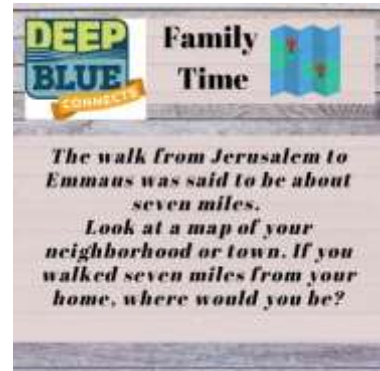 DEEP
BLUE
CONNECTS
Family
Time
The walk from Jerusalem to
Emmaus was said to be about
seven miles.
Look at a map of your
neighborhood or town. If you
walked seven miles from your
home, where would you be?